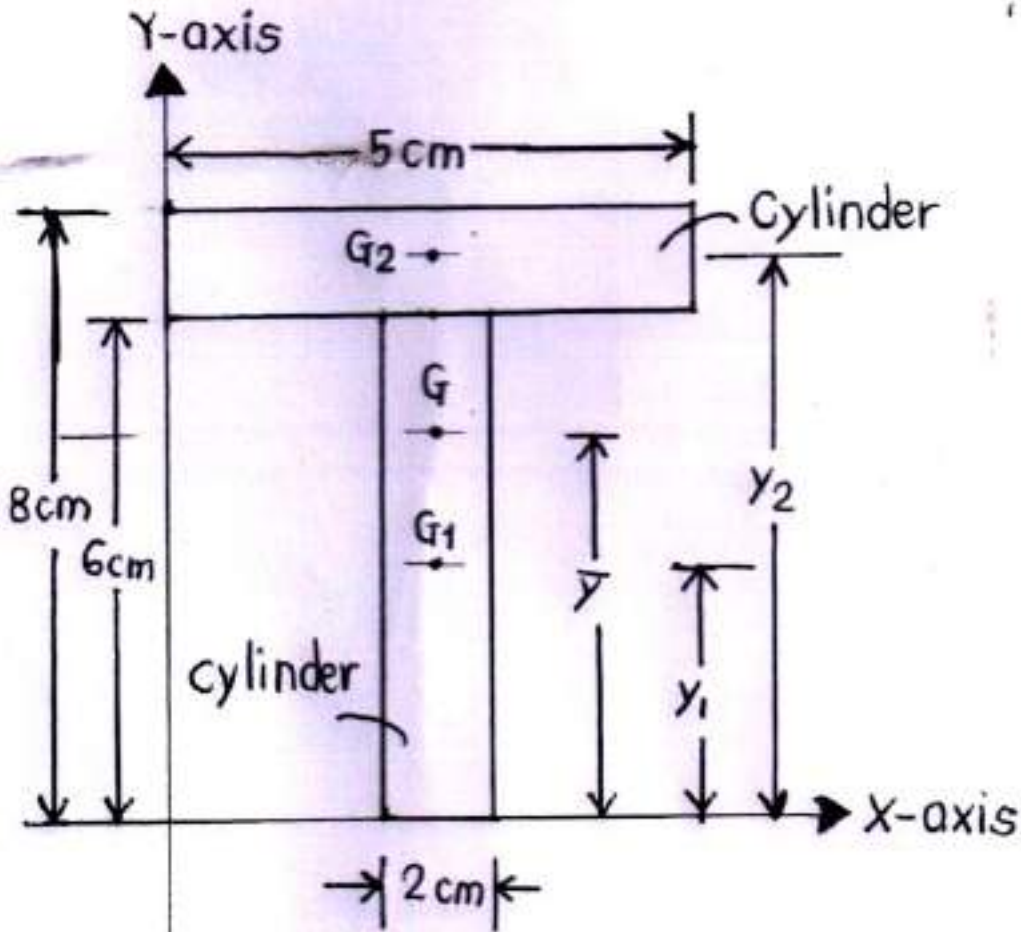 Y-axis
5cm
Cylinder
G2
G
8cm
6cm
G1
y2
ȳ
cylinder
y1
X-axis
2cm